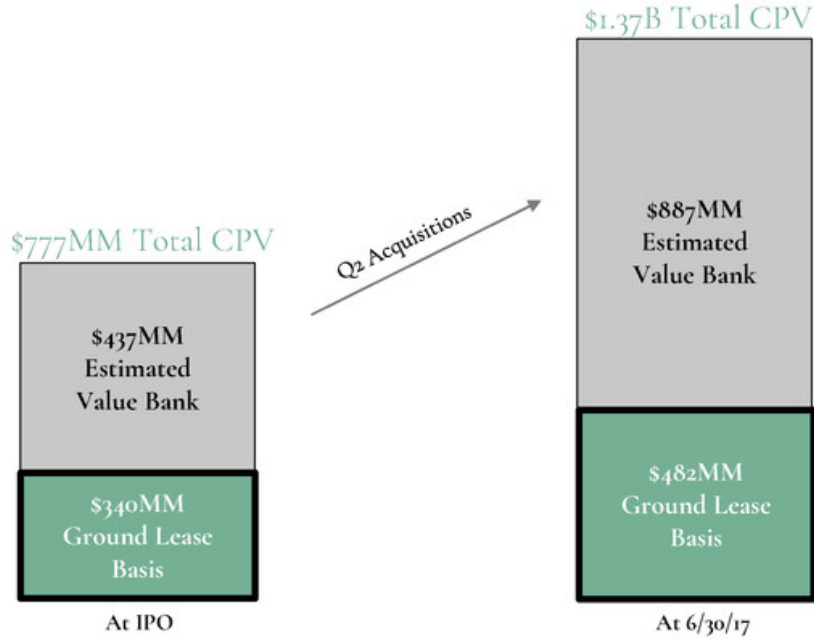 $1.37B Total CPV
$887MM
Estimated
Value Bank
Q2 Acquisitions
$777MM Total CPV
$437MM
Estimated
Value Bank
$482MM
Ground Lease
Basis
$340MM
Ground Lease
Basis
At IPO
At 6/30/17